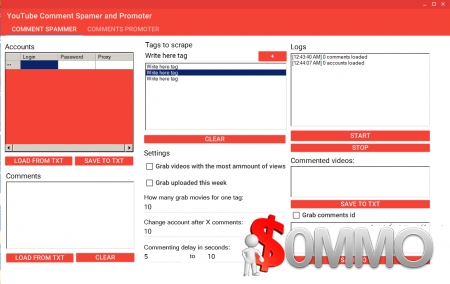 YouTube Comment Spamer and Promoter
COMMENT SPAMMER
COMMENTS PROMOTER
Accounts
Login
Password
Proxy
LOAD FROM TXT
SAVE TO TXT
Comments
LOAD FROM TXT
CLEAR
Tags to scrape
Write here tag
+
Write here tag
Write here tag
Write here tag
CLEAR
Settings
Grab videos with the most ammount of views
Grab uploaded this week
How many grab movies for one tag:
10
Change account after X comments:
10
Commenting delay in seconds:
5 to 10
Logs
[12:43:40 AM] 0 comments loaded
[12:44:07 AM] 0 accounts loaded
START
STOP
Commented videos:
SAVE TO TXT
Grab comments id
$OMMO